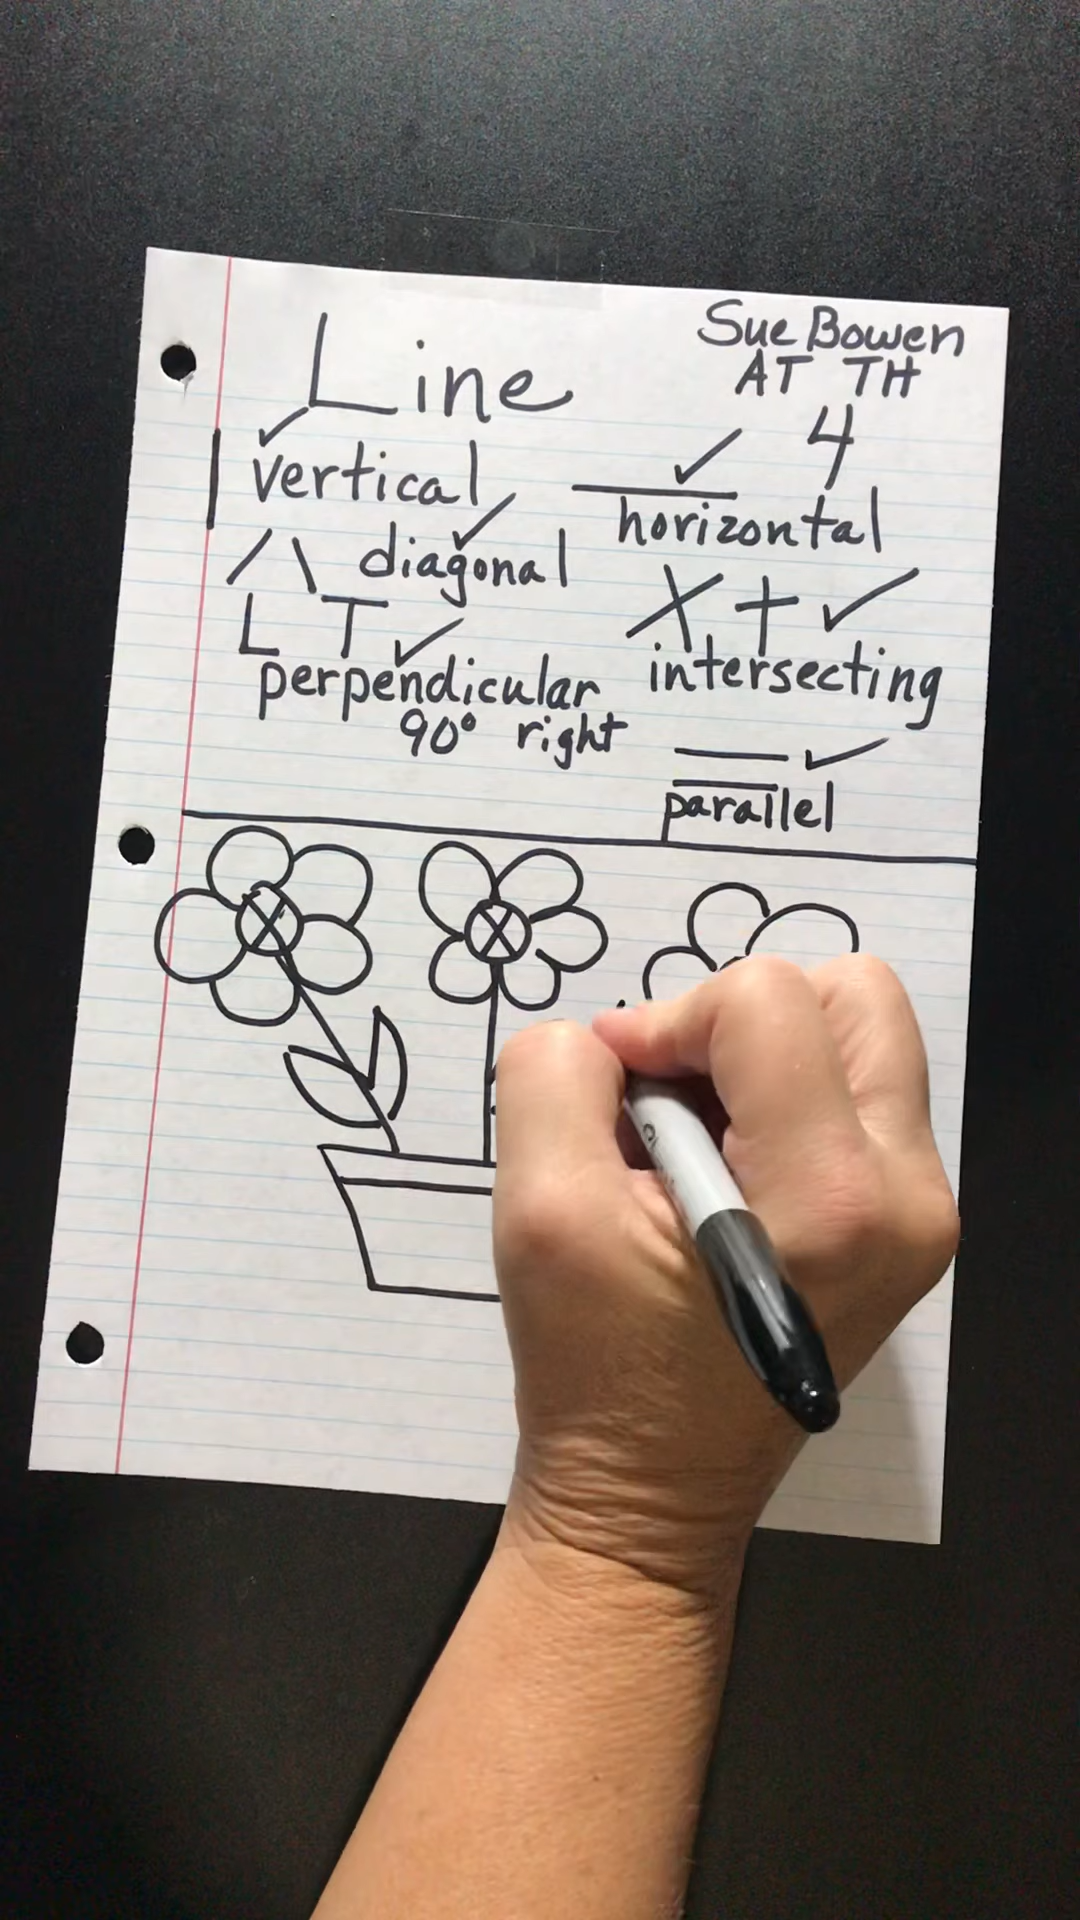 Line
Sue Bowen
AT TH
4
vertical
horizontal
diagonal
intersecting
perpendicular
90° right
parallel